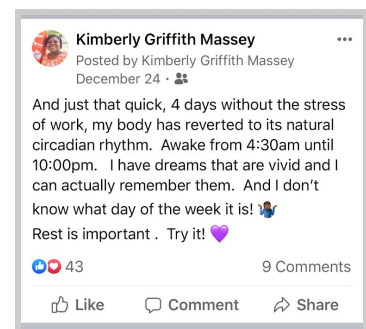 Kimberly Griffith Massey
Posted by Kimberly Griffith Massey
December 24 ·
And just that quick, 4 days without the stress
of work, my body has reverted to its natural
circadian rhythm.  Awake from 4:30am until
10:00pm.   I have dreams that are vivid and I
can actually remember them.  And I don't
know what day of the week it is! 🤷🏾‍♂️
Rest is important .  Try it! 💜
43 9 Comments
Like Comment Share